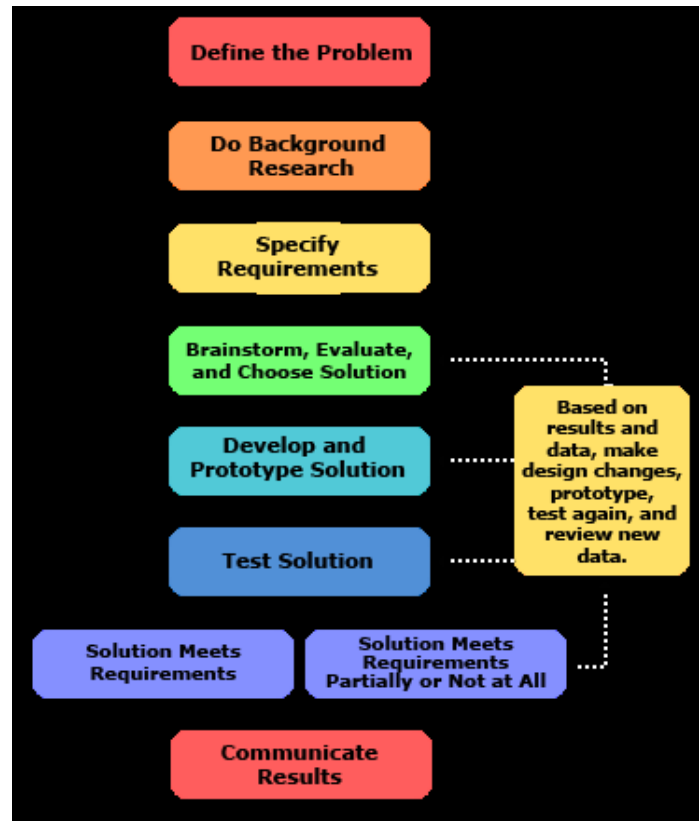 Define the Problem
Do Background
Research
Specify
Requirements
Brainstorm, Evaluate,
and Choose Solution
Develop and
Prototype Solution
Test Solution
Based on
results and
data, make
design changes,
prototype,
test again, and
review new
data.
Solution Meets
Requirements
Solution Meets
Requirements
Partially or Not at All
Communicate
Results